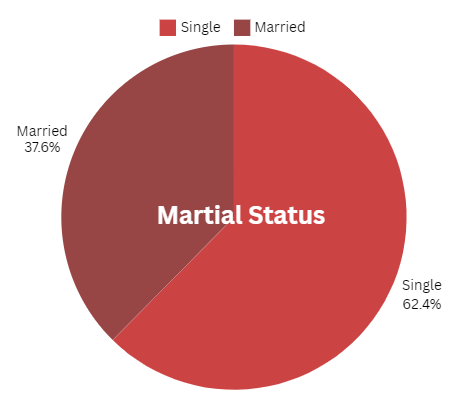 Single Married
Married
37.6%
Martial Status
Single
62.4%